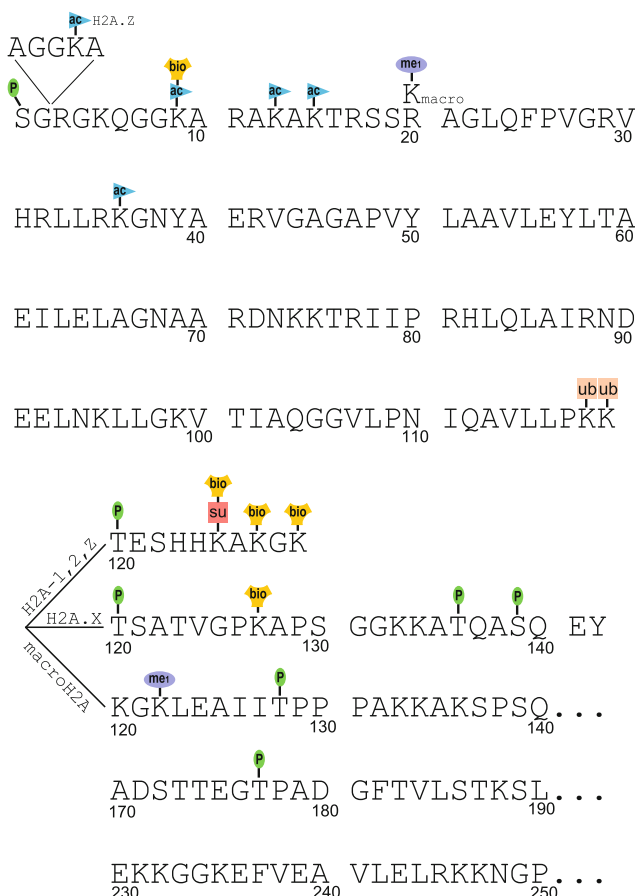 ac H2A.Z
AGGKA
P bio me1
ac ac ac K macro
SGRGKQGGKA RAKAKTRSSR AGLQFPVGRV
10 20 30
ac
HRLLRKGNYA ERVGAGAPVY LAAVLEYLTA
40 50 60
EILELAGNAA RDNKKTRIIP RHLQLAIRND
70 80 90
ub ub
EELNKLLGKV TIAQGGVLPN IQAVLLPKK
100 110
bio
P su bio bio
TESHHKAKGK
120
H2A-1,2,Z
P bio P P
H2A.X TSATVGPKAPS GGKKATQASQ EY
120 130 140
macroH2A
me1 P
KGKLEAIITPP PAKKAKSPSQ...
120 130 140
P
ADSTTEGTPAD GFTVLSTKSL...
170 180 190
EKKGGKEFVEA VLELRKKNGP...
230 240 250